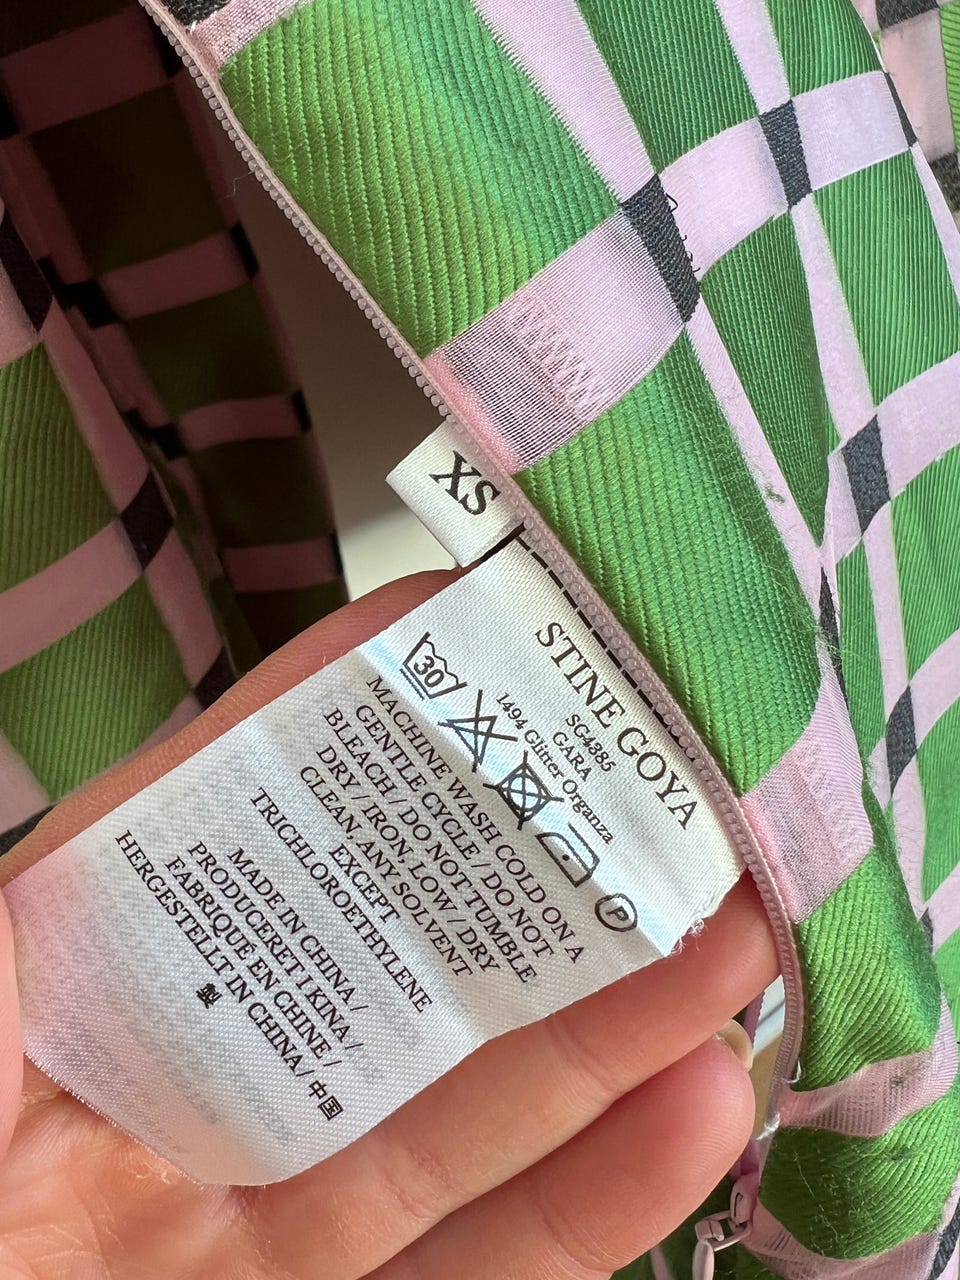 XS
STINE GOYA
SG4385
GARA
1494 Glitter Organza
30
P
MACHINE WASH COLD ON A
GENTLE CYCLE / DO NOT
BLEACH / DO NOT TUMBLE
DRY / IRON, LOW / DRY
CLEAN, ANY SOLVENT
EXCEPT
TRICHLOROETHYLENE
MADE IN CHINA /
PRODUCERET I KINA /
FABRIQUE EN CHINE /
HERGESTELLT IN CHINA / 中国
製